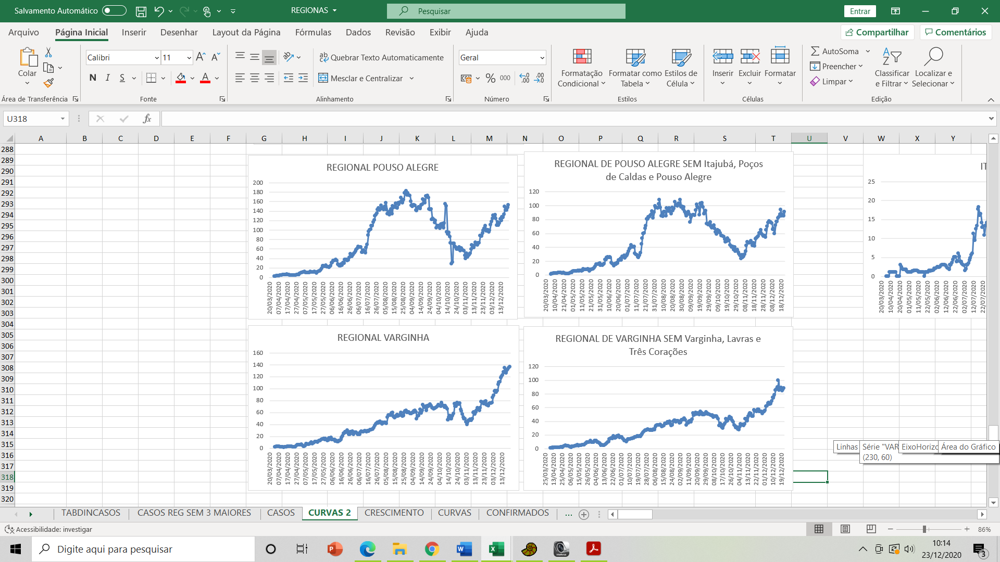 Salvamento Automático
REGIONAS
Pesquisar
Entrar
Arquivo Página Inicial Inserir Desenhar Layout da Página Fórmulas Dados Revisão Exibir Ajuda
Compartilhar Comentários
Colar
Calibri 11
N I S
Quebrar Texto Automaticamente
Mesclar e Centralizar
Geral
% 000
Formatação Condicional
Formatar como Tabela
Estilos de Célula
Inserir Excluir Formatar
AutoSoma
Preencher
Limpar
Classificar e Filtrar
Localizar e Selecionar
Área de Transferência Fonte Alinhamento Número Estilos Células Edição
U318 fx
A B C D E F G H I J K L M N O P Q R S T U V W X Y
288
289
290
291
292
293
294
295
296
297
298
299
300
301
302
303
304
305
306
307
308
309
310
311
312
313
314
315
316
317
318
319
320
REGIONAL POUSO ALEGRE
200
180
160
140
120
100
80
60
40
20
0
20/03/2020 07/04/2020 17/04/2020 27/04/2020 07/05/2020 17/05/2020 27/05/2020 06/06/2020 16/06/2020 26/06/2020 06/07/2020 16/07/2020 26/07/2020 05/08/2020 15/08/2020 25/08/2020 04/09/2020 14/09/2020 24/09/2020 04/10/2020 14/10/2020 24/10/2020 03/11/2020 13/11/2020 23/11/2020 03/12/2020 13/12/2020
REGIONAL DE POUSO ALEGRE SEM Itajubá, Poços
de Caldas e Pouso Alegre
120
100
80
60
40
20
0
20/03/2020 10/04/2020 21/04/2020 01/05/2020 11/05/2020 21/05/2020 31/05/2020 10/06/2020 20/06/2020 01/07/2020 11/07/2020 21/07/2020 31/07/2020 10/08/2020 20/08/2020 30/08/2020 09/09/2020 19/09/2020 29/09/2020 09/10/2020 19/10/2020 29/10/2020 08/11/2020 18/11/2020 28/11/2020 08/12/2020 18/12/2020
IT
25
20
15
10
5
0
20/03/2020 10/04/2020 20/04/2020 01/05/2020 11/05/2020 22/05/2020 02/06/2020 12/06/2020 22/06/2020 02/07/2020 12/07/2020 22/07/2020
REGIONAL VARGINHA
160
140
120
100
80
60
40
20
0
20/03/2020 07/04/2020 17/04/2020 27/04/2020 07/05/2020 17/05/2020 27/05/2020 06/06/2020 16/06/2020 26/06/2020 06/07/2020 16/07/2020 26/07/2020 05/08/2020 15/08/2020 25/08/2020 04/09/2020 14/09/2020 24/09/2020 04/10/2020 14/10/2020 24/10/2020 03/11/2020 13/11/2020 23/11/2020 03/12/2020 13/12/2020
REGIONAL DE VARGINHA SEM Varginha, Lavras e
Três Corações
120
100
80
60
40
20
0
25/03/2020 13/04/2020 25/04/2020 06/05/2020 15/05/2020 26/05/2020 04/06/2020 13/06/2020 22/06/2020 01/07/2020 10/07/2020 19/07/2020 28/07/2020 06/08/2020 15/08/2020 24/08/2020 02/09/2020 11/09/2020 20/09/2020 29/09/2020 08/10/2020 17/10/2020 26/10/2020 04/11/2020 13/11/2020 22/11/2020 01/12/2020 10/12/2020 19/12/2020
Linhas
Série "VAR
(230, 60)
EixoHorizo
Área do Gráfico
TABDINCASOS CASOS REG SEM 3 MAIORES CASOS CURVAS 2 CRESCIMENTO CURVAS CONFIRMADOS ...
Acessibilidade: investigar
86%
Digite aqui para pesquisar
10:14
23/12/2020
3